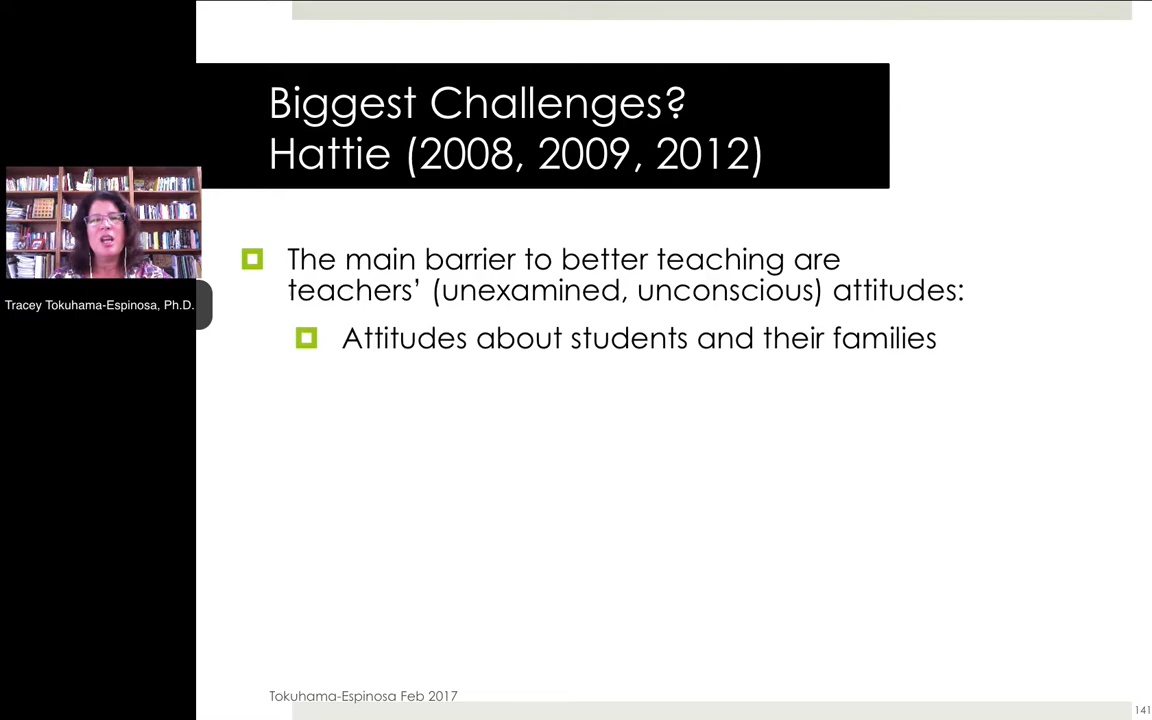 Biggest Challenges?
Hattie (2008, 2009, 2012)
Tracey Tokuhama-Espinosa, Ph.D.
The main barrier to better teaching are
teachers’ (unexamined, unconscious) attitudes:
Attitudes about students and their families
Tokuhama-Espinosa Feb 2017
141